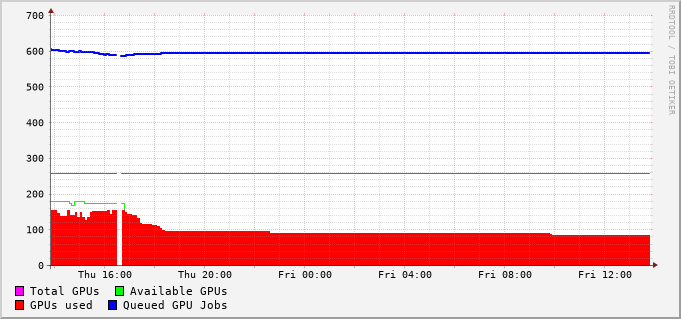 700
600
500
400
300
200
100
0
Thu 16:00 Thu 20:00 Fri 00:00 Fri 04:00 Fri 08:00 Fri 12:00
Total GPUs Available GPUs
GPUs used Queued GPU Jobs
RRDTOOL / TOBI OETIKER